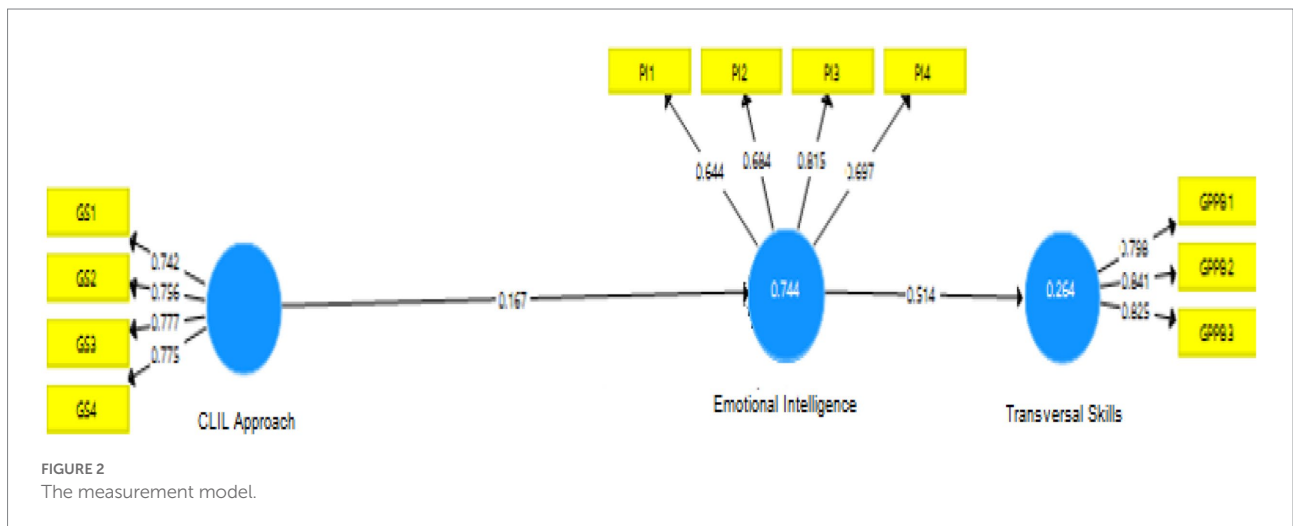 PI1 PI2 PI3 PI4
0.644 0.684 0.815 0.697
GS1
GS2
GS3
GS4
0.742
0.756
0.777
0.775
CLIL Approach
0.167
0.744
Emotional Intelligence
0.514
0.264
Transversal Skills
0.798
0.841
0.825
GPPB1
GPPB2
GPPB3
FIGURE 2
The measurement model.